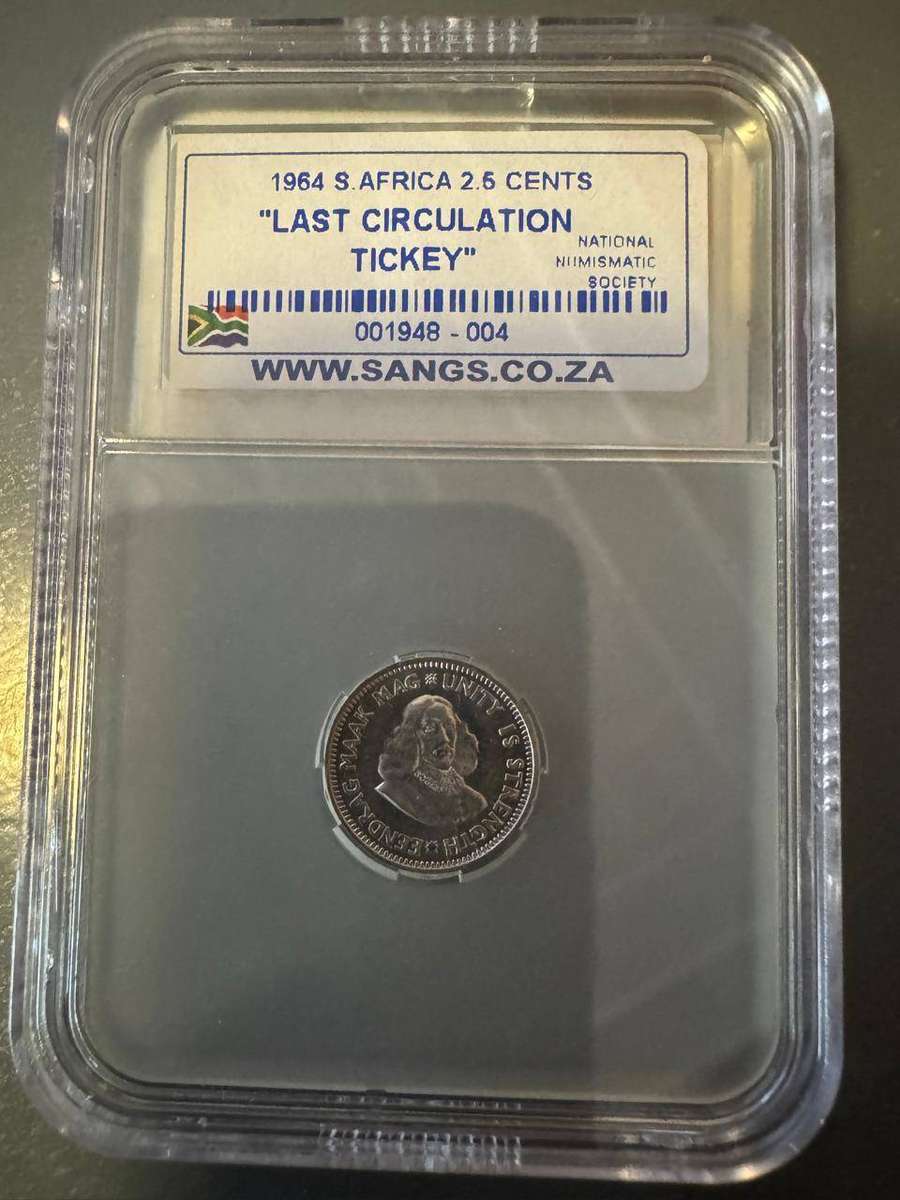 1964 S.AFRICA 2.5 CENTS
"LAST CIRCULATION
TICKEY"
NATIONAL
NUMISMATIC
SOCIETY
001948 - 004
WWW.SANGS.CO.ZA
EENDRAG MAAK MAG * UNITY IS STRENGTH *